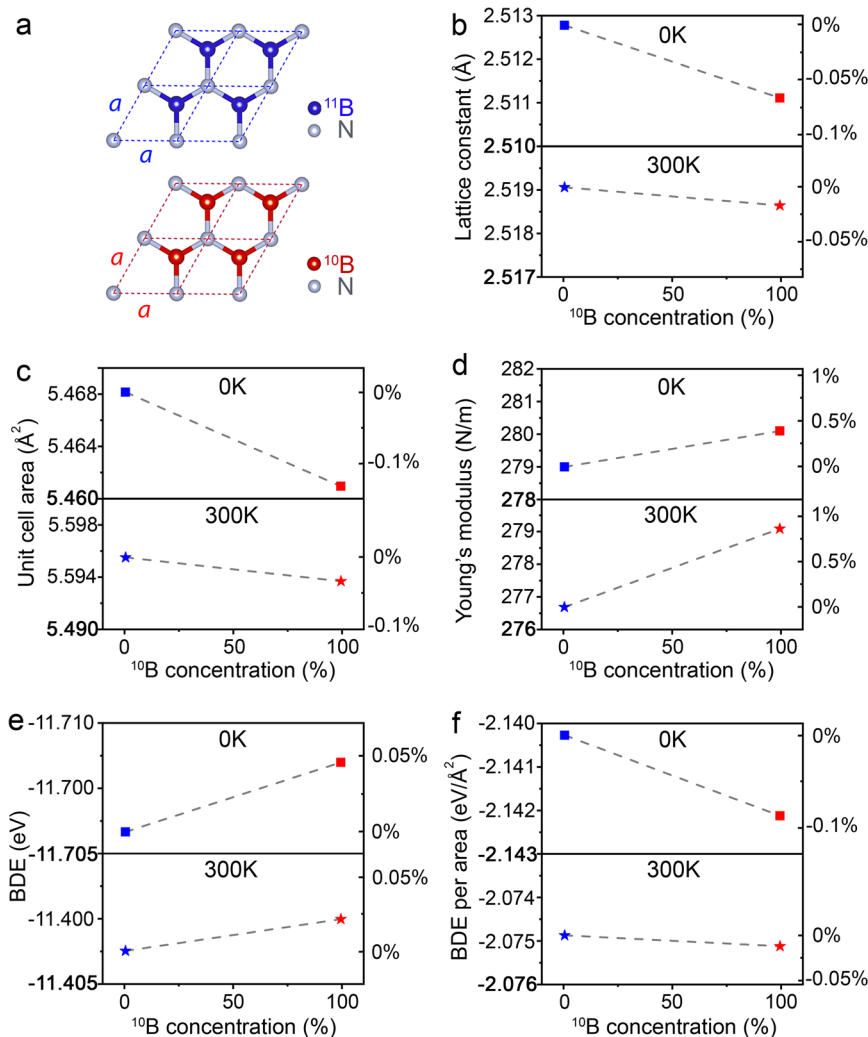 a
a
¹¹B
N
a
a
¹⁰B
N
a
b
Lattice constant (Å)
2.513
2.512
2.511
2.510
2.519
2.518
2.517
0K
300K
0%
-0.05%
-0.1%
0%
-0.05%
0
50
100
¹⁰B concentration (%)
c
Unit cell area (Å²)
5.468
5.464
5.460
5.598
5.594
5.490
0K
300K
0%
-0.1%
0%
-0.1%
0
50
100
¹⁰B concentration (%)
d
Young's modulus (N/m)
282
281
280
279
278
279
278
277
276
0K
300K
1%
0.5%
0%
1%
0.5%
0%
0
50
100
¹⁰B concentration (%)
e
BDE (eV)
-11.710
-11.700
-11.705
-11.400
-11.405
0K
300K
0.05%
0%
0.05%
0%
0
50
100
¹⁰B concentration (%)
f
BDE per area (eV/Å²)
-2.140
-2.141
-2.142
-2.143
-2.074
-2.075
-2.076
0K
300K
0%
-0.1%
0%
-0.05%
0
50
100
¹⁰B concentration (%)